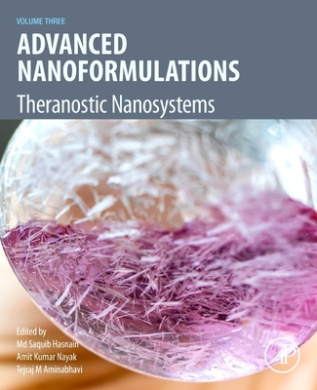 VOLUME THREE
ADVANCED
NANOFORMULATIONS
Theranostic Nanosystems
Edited by
Md Saquib Hasnain
Amit Kumar Nayak
Tejraj M Aminabhavi